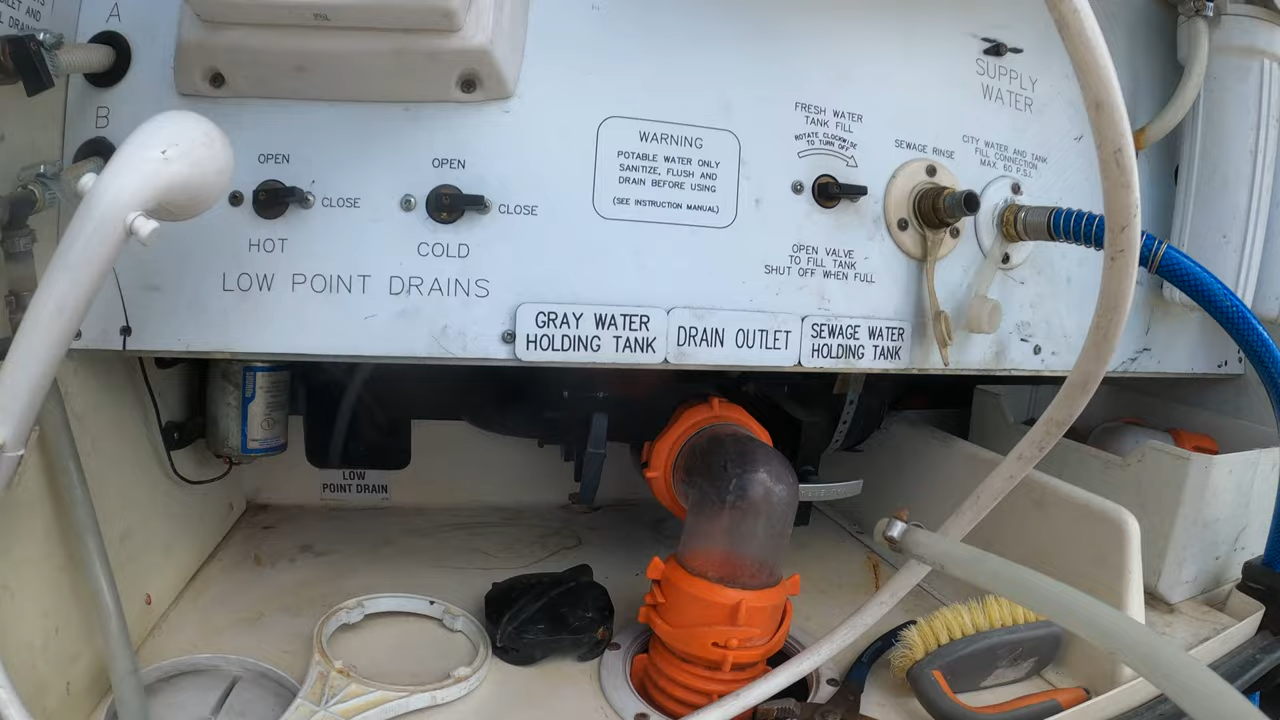 ILET AND
L DRAIN
A
B
OPEN
CLOSE
HOT
OPEN
CLOSE
COLD
LOW POINT DRAINS
WARNING
POTABLE WATER ONLY
SANITIZE, FLUSH AND
DRAIN BEFORE USING
(SEE INSTRUCTION MANUAL)
FRESH WATER
TANK FILL
ROTATE CLOCKWISE
TO TURN OFF
OPEN VALVE
TO FILL TANK
SHUT OFF WHEN FULL
SUPPLY
WATER
SEWAGE RINSE
CITY WATER AND TANK
FILL CONNECTION
MAX. 60 P.S.I.
GRAY WATER
HOLDING TANK
DRAIN OUTLET
SEWAGE WATER
HOLDING TANK
LOW
POINT DRAIN